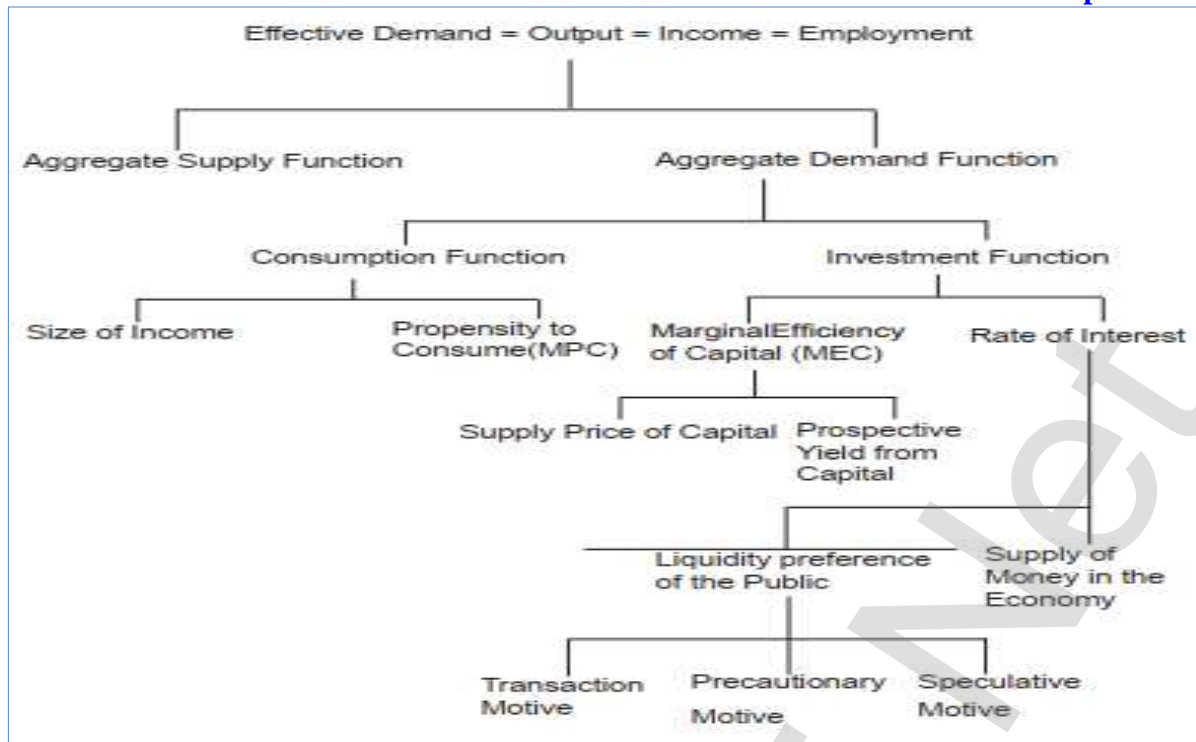 Effective Demand = Output = Income = Employment
Aggregate Supply Function
Aggregate Demand Function
Consumption Function
Investment Function
Size of Income
Propensity to
Consume(MPC)
MarginalEfficiency
of Capital (MEC)
Rate of Interest
Supply Price of Capital
Prospective
Yield from
Capital
Liquidity preference
of the Public
Supply of
Money in the
Economy
Transaction
Motive
Precautionary
Motive
Speculative
Motive
Net